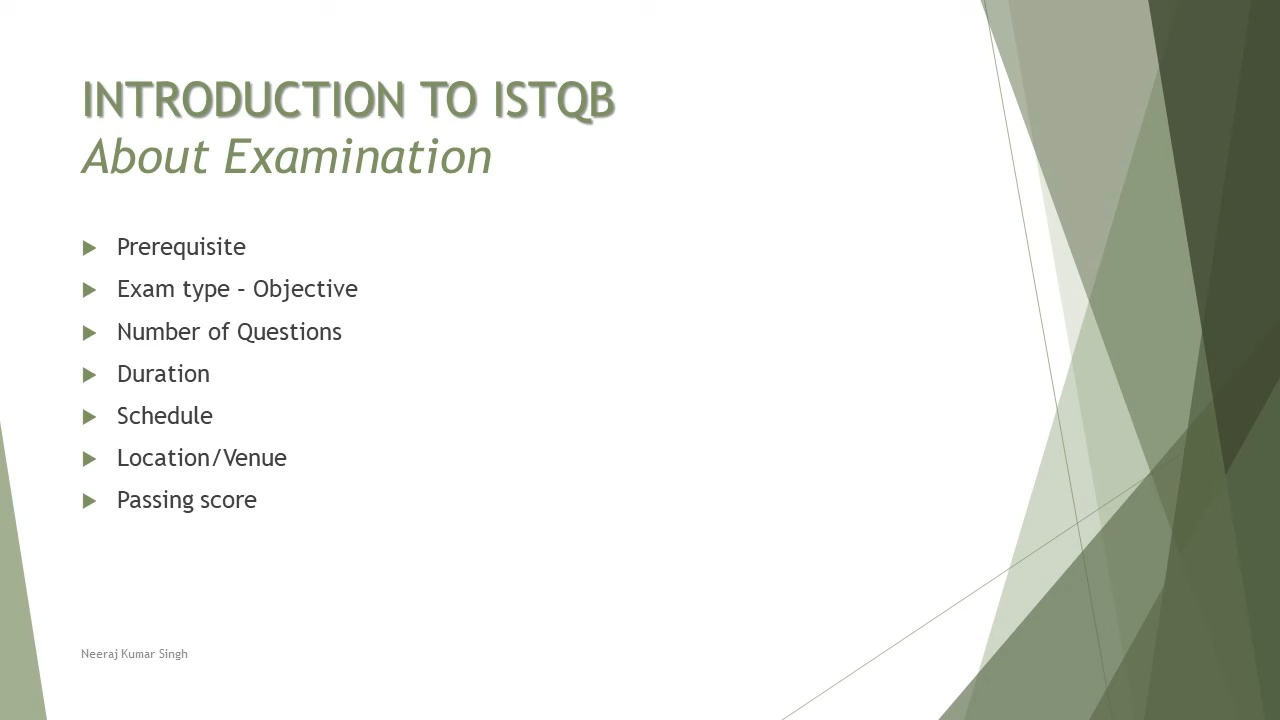 INTRODUCTION TO ISTQB
About Examination
Prerequisite
Exam type – Objective
Number of Questions
Duration
Schedule
Location/Venue
Passing score
Neeraj Kumar Singh